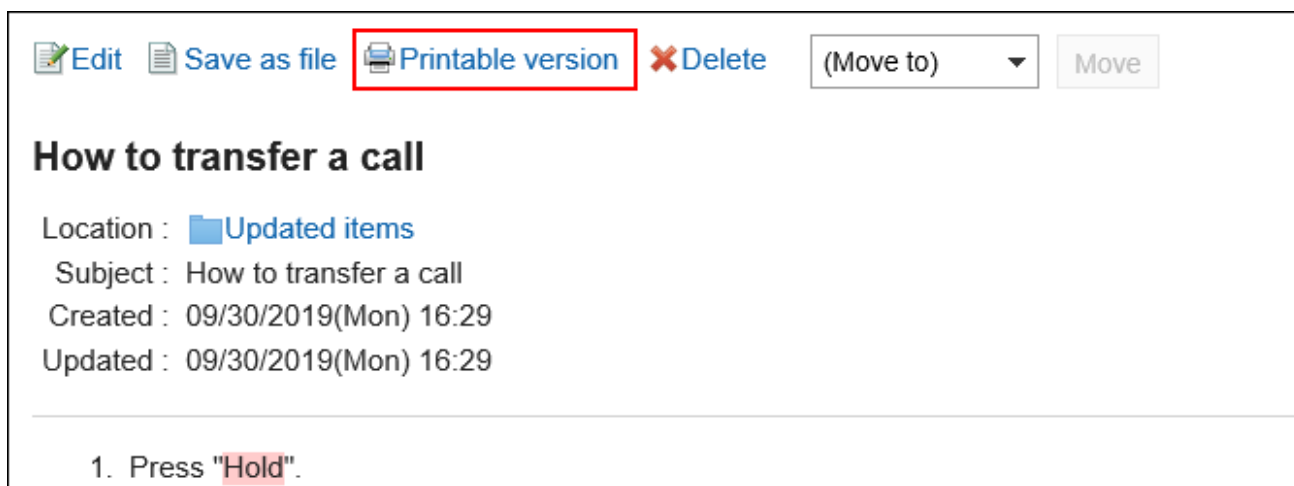 Edit Save as file Printable version Delete (Move to) Move
How to transfer a call
Location : Updated items
Subject : How to transfer a call
Created : 09/30/2019(Mon) 16:29
Updated : 09/30/2019(Mon) 16:29
1. Press "Hold".